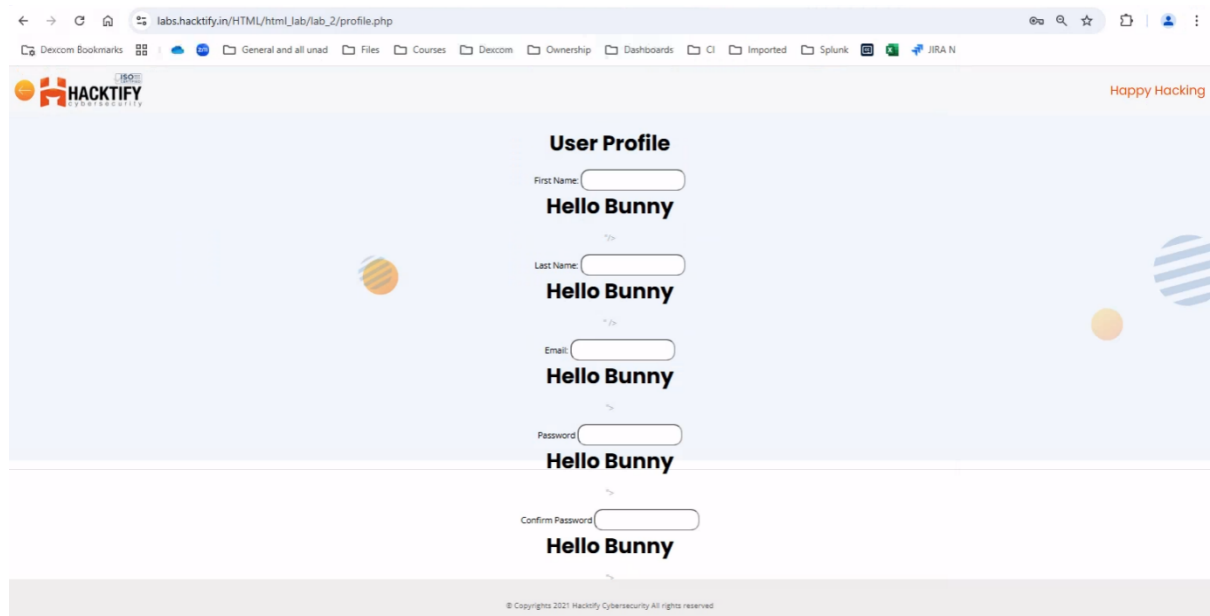 labs.hacktify.in/HTML/html_lab/lab_2/profile.php
Dexcom Bookmarks General and all unad Files Courses Dexcom Ownership Dashboards CI Imported Splunk JIRA N
ISO
HACKTIFY
cybersecurity
Happy Hacking
User Profile
First Name:
Hello Bunny
"/>
Last Name:
Hello Bunny
" />
Email:
Hello Bunny
">
Password
Hello Bunny
">
Confirm Password
Hello Bunny
">
© Copyrights 2021 Hacktify Cybersecurity All rights reserved